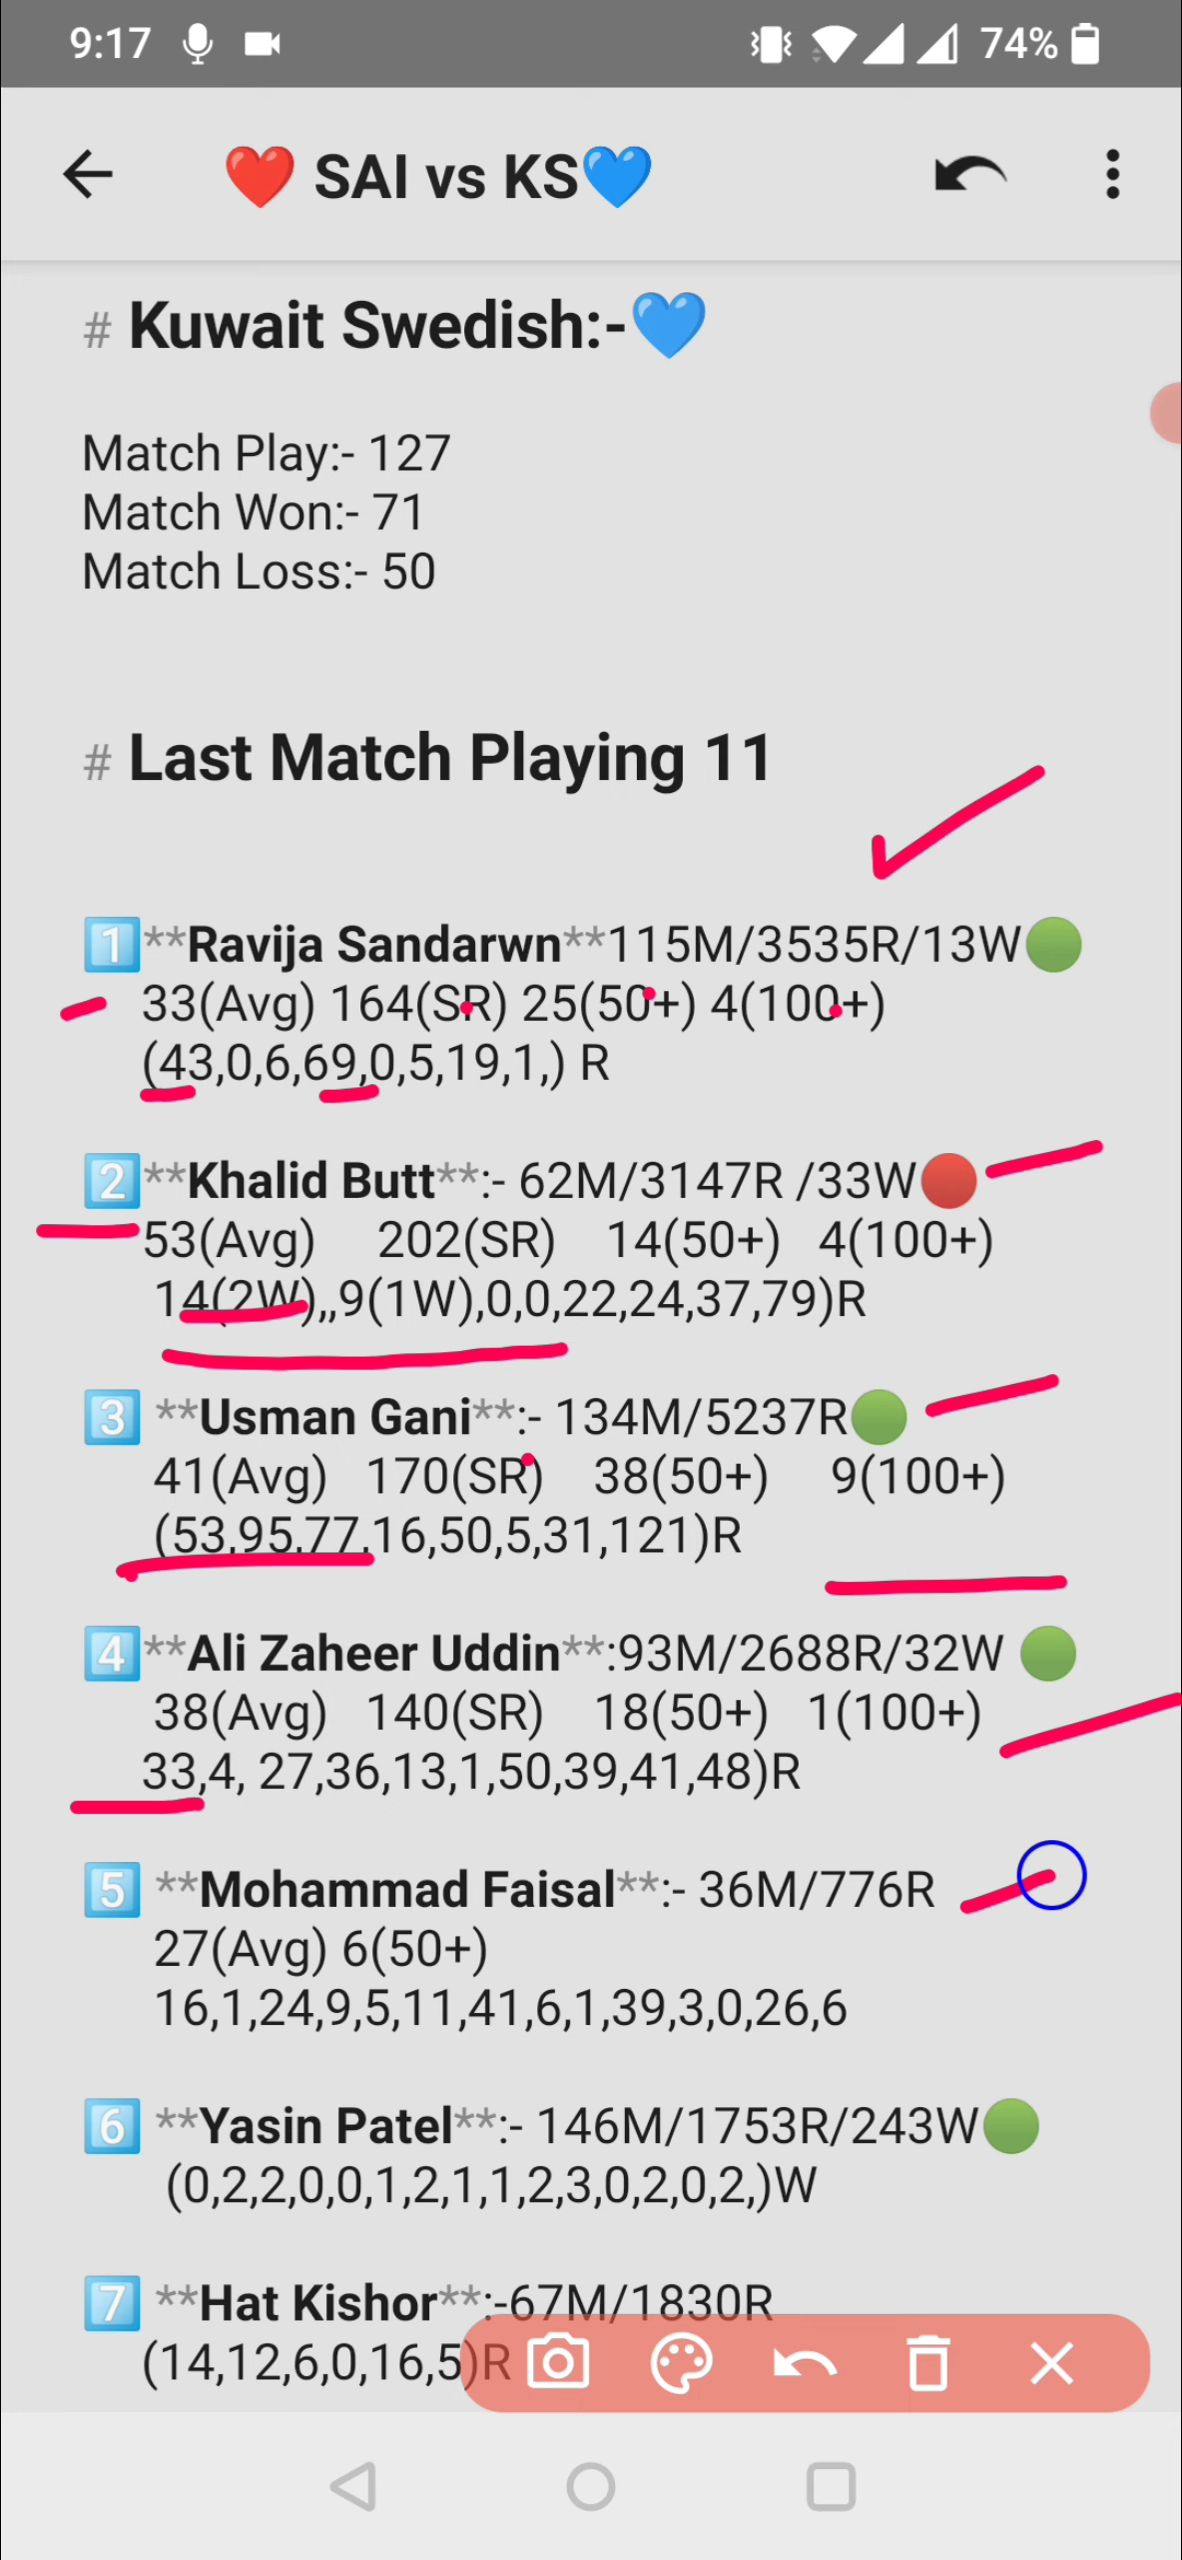 9:17 74%
❤️ SAI vs KS💙
# Kuwait Swedish:-💙
Match Play:- 127
Match Won:- 71
Match Loss:- 50
# Last Match Playing 11
1️⃣**Ravija Sandarwn**115M/3535R/13W🟢
33(Avg) 164(SR) 25(50+) 4(100+)
(43,0,6,69,0,5,19,1,) R
2️⃣**Khalid Butt**:- 62M/3147R /33W🔴
53(Avg) 202(SR) 14(50+) 4(100+)
14(2W),,9(1W),0,0,22,24,37,79)R
3️⃣ **Usman Gani**:- 134M/5237R🟢
41(Avg) 170(SR) 38(50+) 9(100+)
(53,95,77,16,50,5,31,121)R
4️⃣**Ali Zaheer Uddin**:93M/2688R/32W 🟢
38(Avg) 140(SR) 18(50+) 1(100+)
33,4, 27,36,13,1,50,39,41,48)R
5️⃣ **Mohammad Faisal**:- 36M/776R
27(Avg) 6(50+)
16,1,24,9,5,11,41,6,1,39,3,0,26,6
6️⃣ **Yasin Patel**:- 146M/1753R/243W🟢
(0,2,2,0,0,1,2,1,1,2,3,0,2,0,2,)W
7️⃣ **Hat Kishor**:-67M/1830R
(14,12,6,0,16,5)R